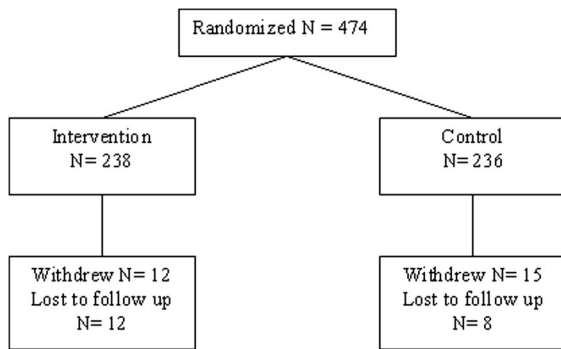 Randomized N = 474
Intervention
N= 238
Control
N= 236
Withdrew N= 12
Lost to follow up
N= 12
Withdrew N= 15
Lost to follow up
N= 8